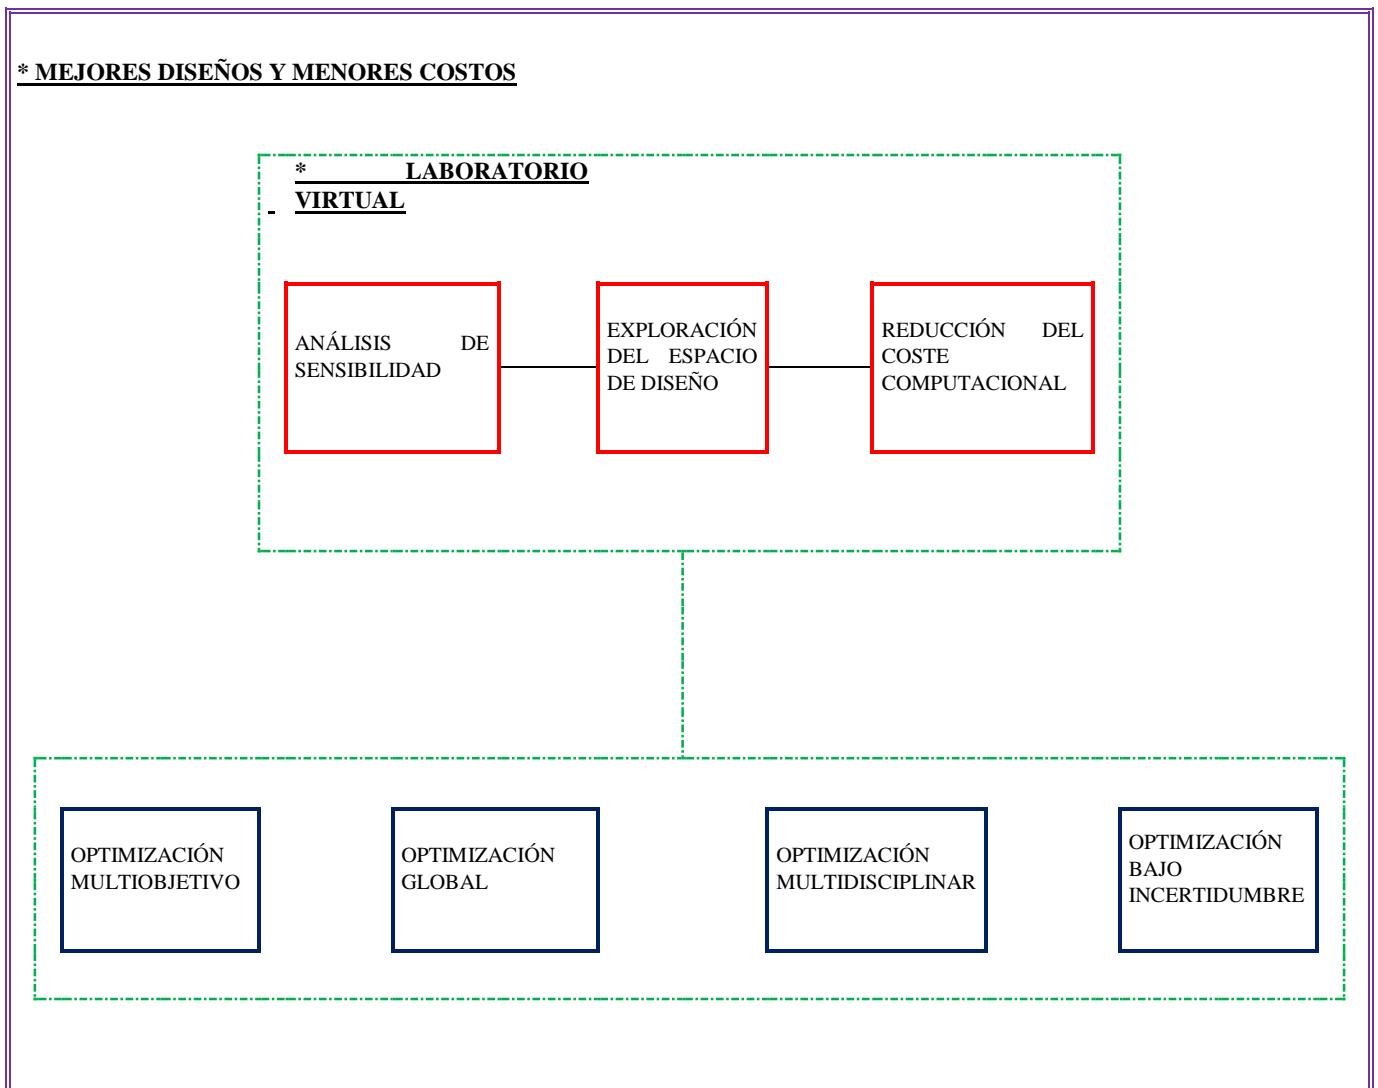 * MEJORES DISEÑOS Y MENORES COSTOS
* LABORATORIO
VIRTUAL
ANÁLISIS DE
SENSIBILIDAD
EXPLORACIÓN
DEL ESPACIO
DE DISEÑO
REDUCCIÓN DEL
COSTE
COMPUTACIONAL
OPTIMIZACIÓN
MULTIOBJETIVO
OPTIMIZACIÓN
GLOBAL
OPTIMIZACIÓN
MULTIDISCIPLINAR
OPTIMIZACIÓN
BAJO
INCERTIDUMBRE